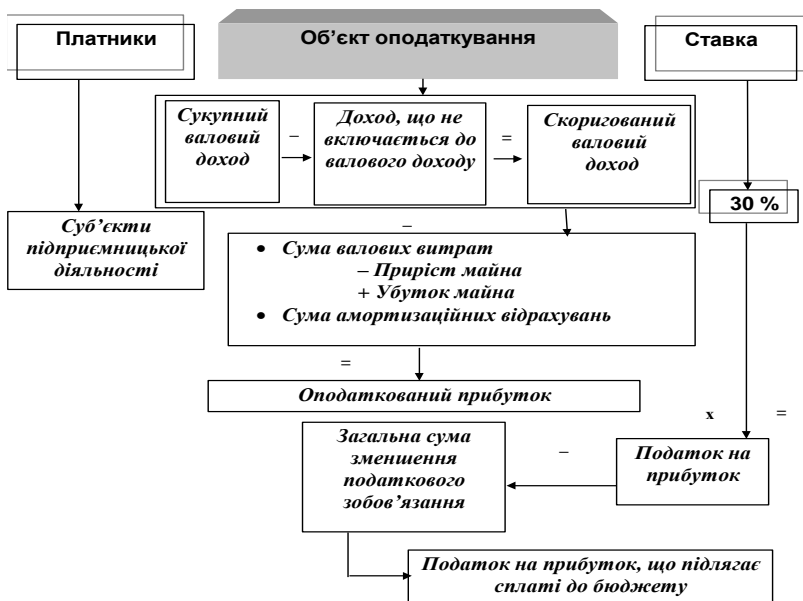 Платники
Об’єкт оподаткування
Ставка
Сукупний
валовий
доход
–
Доход, що не
включається до
валового доходу
=
Скоригований
валовий
доход
30 %
Суб’єкти
підприємницької
діяльності
–
• Сума валових витрат
– Приріст майна
+ Убуток майна
• Сума амортизаційних відрахувань
=
Оподаткований прибуток
x =
Загальна сума
зменшення
податкового
зобов’язання
–
Податок на
прибуток
Податок на прибуток, що підлягає
сплаті до бюджету